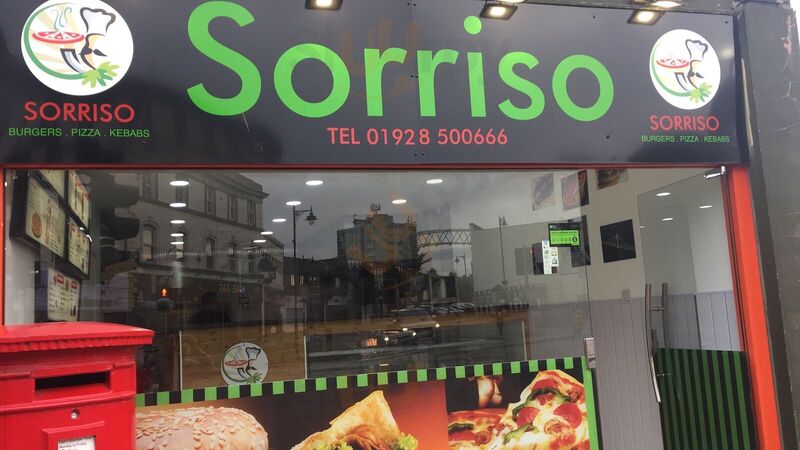 Sorriso
TEL 01928 500666
SORRISO
BURGERS . PIZZA . KEBABS
SORRISO
BURGERS . PIZZA . KEBABS